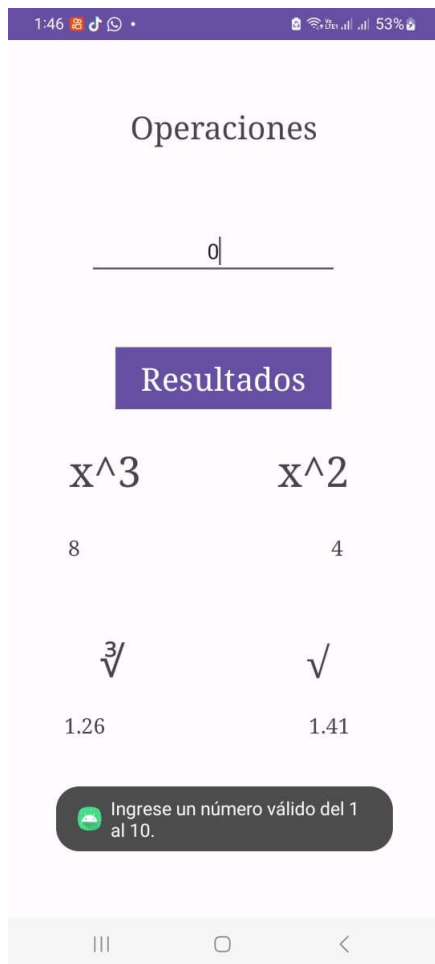 1:46
53%
Operaciones
0
Resultados
x^3 x^2
8 4
∛ √
1.26 1.41
Ingrese un número válido del 1
al 10.